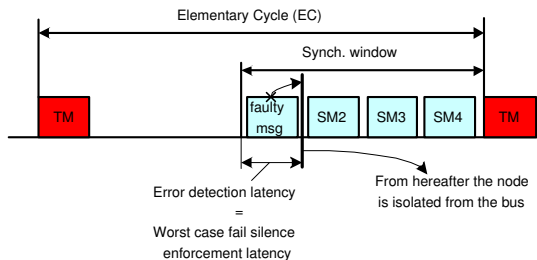 Elementary Cycle (EC)
Synch. window
TM
faulty
msg
SM2
SM3
SM4
TM
Error detection latency
=
Worst case fail silence
enforcement latency
From hereafter the node
is isolated from the bus